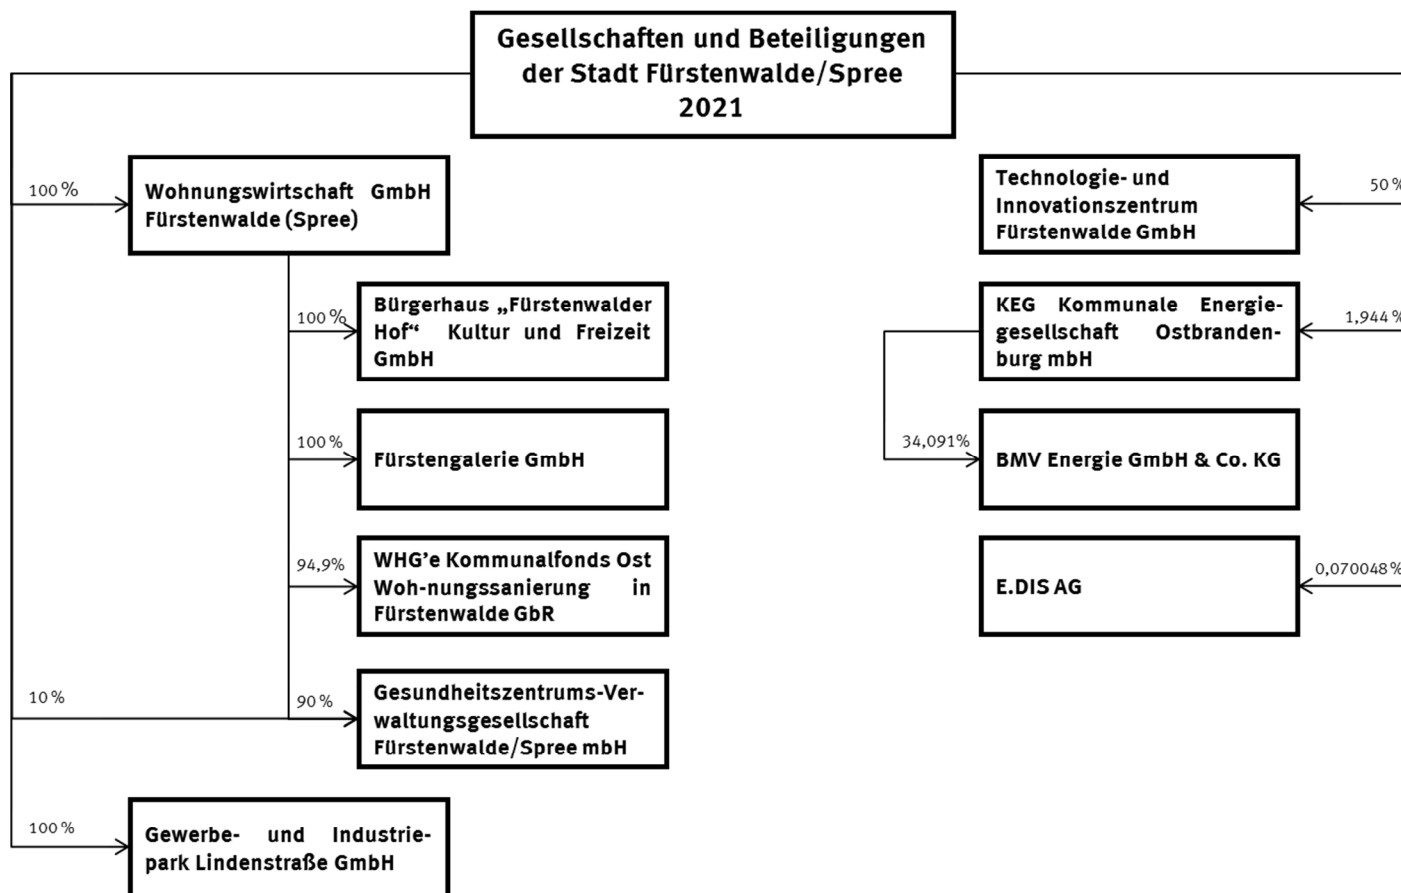 Gesellschaften und Beteiligungen
der Stadt Fürstenwalde/Spree
2021
100 %
Wohnungswirtschaft GmbH
Fürstenwalde (Spree)
100 %
Bürgerhaus „Fürstenwalder
Hof“ Kultur und Freizeit
GmbH
100 %
Fürstengalerie GmbH
94,9%
WHG’e Kommunalfonds Ost
Woh-nungssanierung in
Fürstenwalde GbR
10 %
90 %
Gesundheitszentrums-Ver-
waltungsgesellschaft
Fürstenwalde/Spree mbH
100 %
Gewerbe- und Industrie-
park Lindenstraße GmbH
Technologie- und
Innovationszentrum
Fürstenwalde GmbH
50 %
KEG Kommunale Energie-
gesellschaft Ostbranden-
burg mbH
1,944 %
34,091%
BMV Energie GmbH & Co. KG
E.DIS AG
0,070048 %